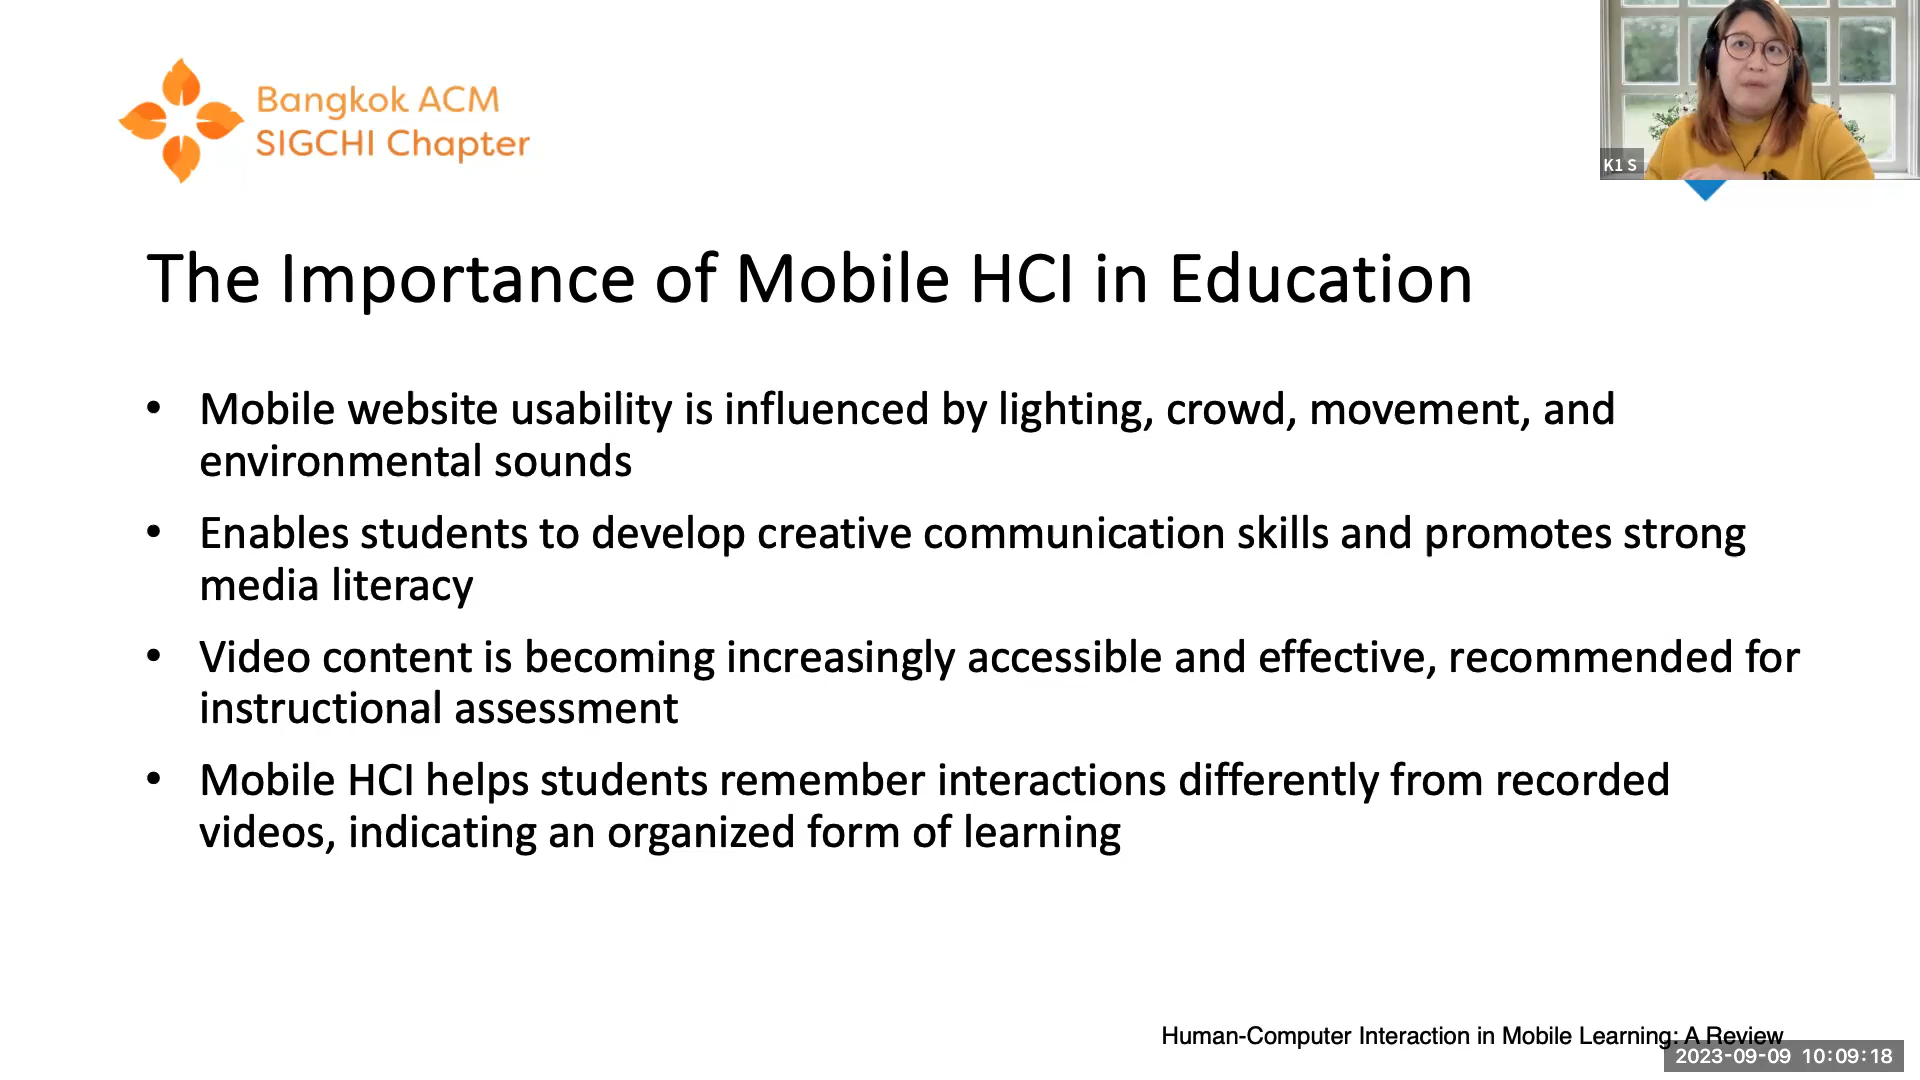 Bangkok ACM
SIGCHI Chapter
K1 S
The Importance of Mobile HCI in Education
• Mobile website usability is influenced by lighting, crowd, movement, and
environmental sounds
• Enables students to develop creative communication skills and promotes strong
media literacy
• Video content is becoming increasingly accessible and effective, recommended for
instructional assessment
• Mobile HCI helps students remember interactions differently from recorded
videos, indicating an organized form of learning
Human-Computer Interaction in Mobile Learning: A Review
2023-09-09 10:09:18